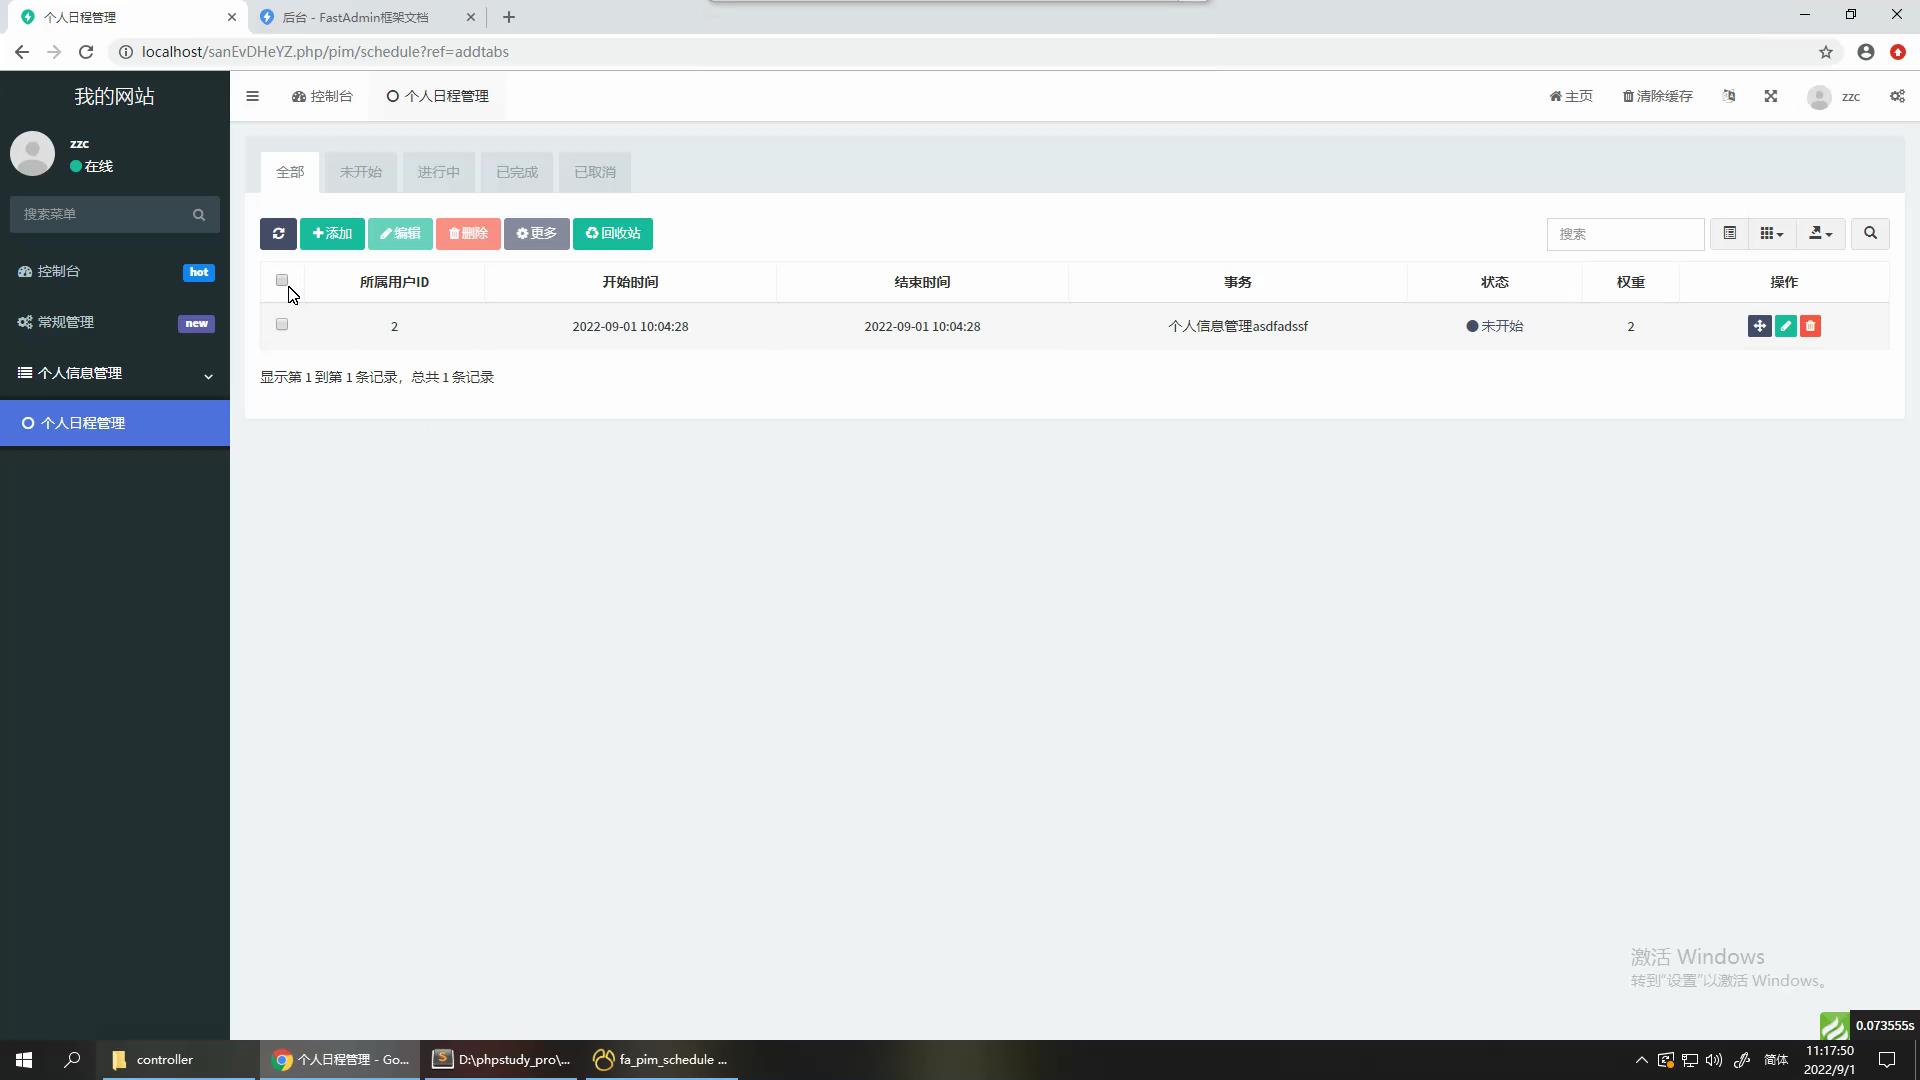 个人日程管理
后台 - FastAdmin框架文档
localhost/sanEvDHeYZ.php/pim/schedule?ref=addtabs
我的网站
控制台
个人日程管理
主页
清除缓存
zzc
zzc
在线
搜索菜单
控制台
hot
常规管理
new
个人信息管理
个人日程管理
全部
未开始
进行中
已完成
已取消
添加
编辑
删除
更多
回收站
搜索
所属用户ID
开始时间
结束时间
事务
状态
权重
操作
2
2022-09-01 10:04:28
2022-09-01 10:04:28
个人信息管理asdfadssf
未开始
2
显示第 1 到第 1 条记录，总共 1 条记录
激活 Windows
转到“设置”以激活 Windows。
0.073555s
controller
个人日程管理 - Go...
D:\phpstudy_pro\...
fa_pim_schedule ...
简体
11:17:50
2022/9/1